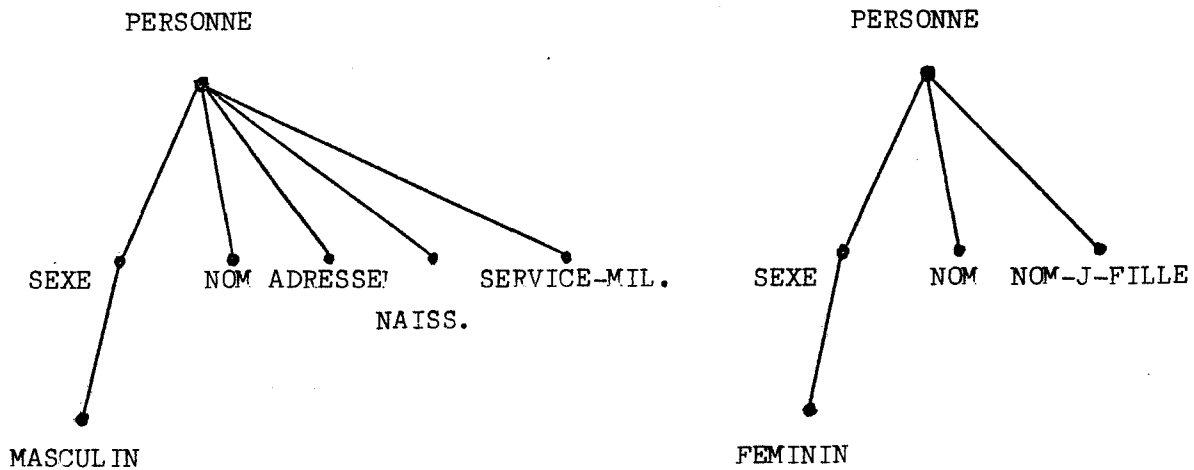 PERSONNE
SEXE NOM ADRESSE SERVICE-MIL.
NAISS.
MASCULIN
PERSONNE
SEXE NOM NOM-J-FILLE
FEMININ